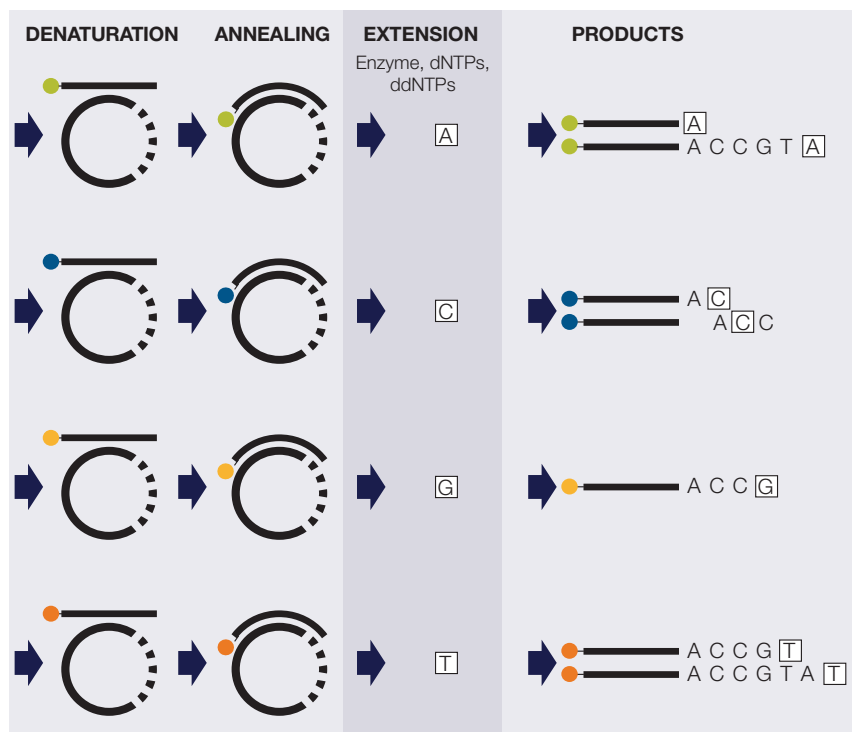 DENATURATION ANNEALING EXTENSION PRODUCTS
Enzyme, dNTPs,
ddNTPs
A
A
A C C G T A
C
A C
A C C
G
A C C G
T
A C C G T
A C C G T A T